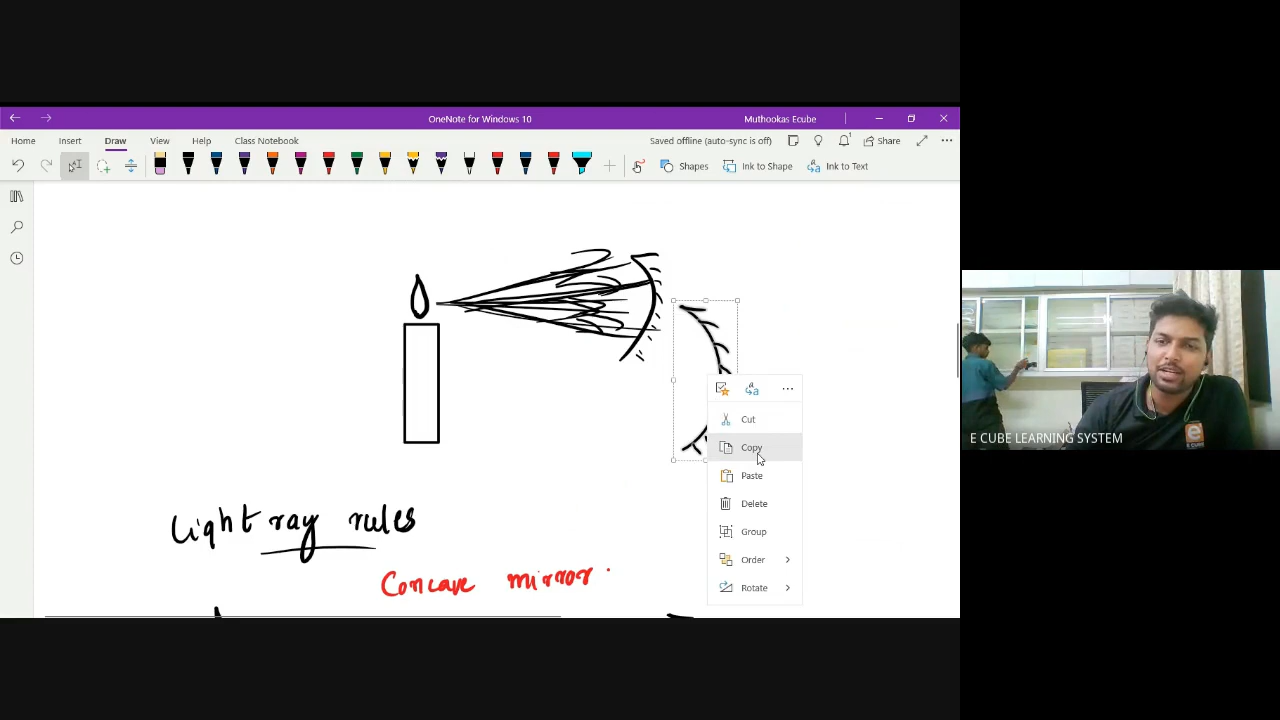 OneNote for Windows 10
Muthookas Ecube
Home Insert Draw View Help Class Notebook
Saved offline (auto-sync is off)
Share
Shapes
Ink to Shape
Ink to Text
Cut
Copy
Paste
Delete
Group
Order
Rotate
Light ray rules
Concave mirror
E CUBE LEARNING SYSTEM